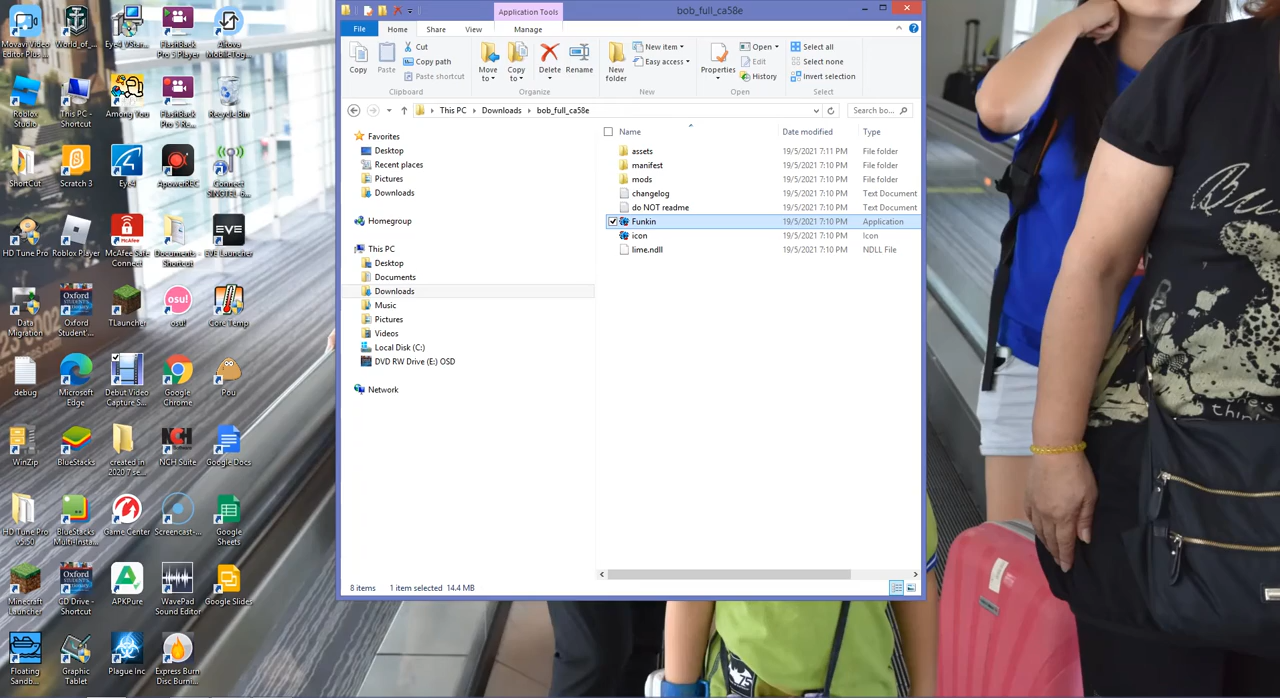 Movavi Video
Editor Plus...
World_of_...
Eye4 VStar...
FlashBack
Pro 5 Player
Altova
MobileTog...
Roblox
Studio
This PC -
Shortcut
Among You
FlashBack
Pro 5 Re...
Recycle Bin
ShortCut
Scratch 3
Eye4
ApowerREC
Connect
SINGTEL-6...
HD Tune Pro
Roblox Player
McAfee Safe
Connect
Documents -
Shortcut
EVE Launcher
Data
Migration
Oxford
Student'...
TLauncher
osu!
Core Temp
debug
Microsoft
Edge
Debut Video
Capture S...
Google
Chrome
Pou
WinZip
BlueStacks
created in
2020 7 se...
NCH Suite
Google Docs
HD Tune Pro
v5.50
BlueStacks
Multi-Insta...
Game Center
Screencast-...
Google
Sheets
Minecraft
Launcher
CD Drive -
Shortcut
APKPure
WavePad
Sound Editor
Google Slides
Floating
Sandb...
Graphic
Tablet
Plague Inc
Express Burn
Disc Burni...
Application Tools
bob_full_ca58e
File Home Share View Manage
Copy
Paste
Cut
Copy path
Paste shortcut
Clipboard
Move
to
Copy
to
Delete
Rename
Organize
New
folder
New item
Easy access
New
Properties
Open
Edit
History
Open
Select all
Select none
Invert selection
Select
This PC Downloads bob_full_ca58e
Search bo...
Favorites
Desktop
Recent places
Pictures
Downloads
Homegroup
This PC
Desktop
Documents
Downloads
Music
Pictures
Videos
Local Disk (C:)
DVD RW Drive (E:) OSD
Network
Name Date modified Type
assets 19/5/2021 7:11 PM File folder
manifest 19/5/2021 7:10 PM File folder
mods 19/5/2021 7:10 PM File folder
changelog 19/5/2021 7:10 PM Text Document
do NOT readme 19/5/2021 7:10 PM Text Document
Funkin 19/5/2021 7:10 PM Application
icon 19/5/2021 7:10 PM Icon
lime.ndll 19/5/2021 7:10 PM NDLL File
8 items 1 item selected 14.4 MB